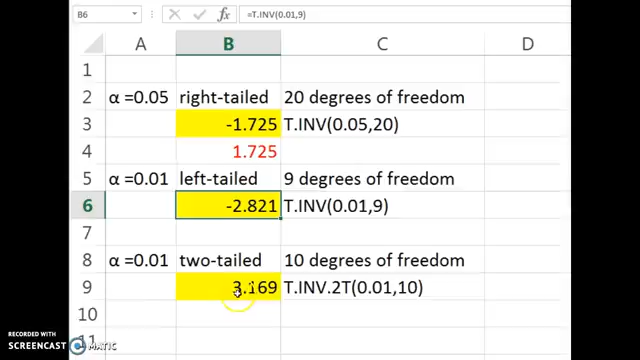 B6 =T.INV(0.01,9)
A B C D
1
2 α =0.05 right-tailed 20 degrees of freedom
3 -1.725 T.INV(0.05,20)
4 1.725
5 α =0.01 left-tailed 9 degrees of freedom
6 -2.821 T.INV(0.01,9)
7
8 α =0.01 two-tailed 10 degrees of freedom
9 3.169 T.INV.2T(0.01,10)
10
11
RECORDED WITH
SCREENCAST MATIC